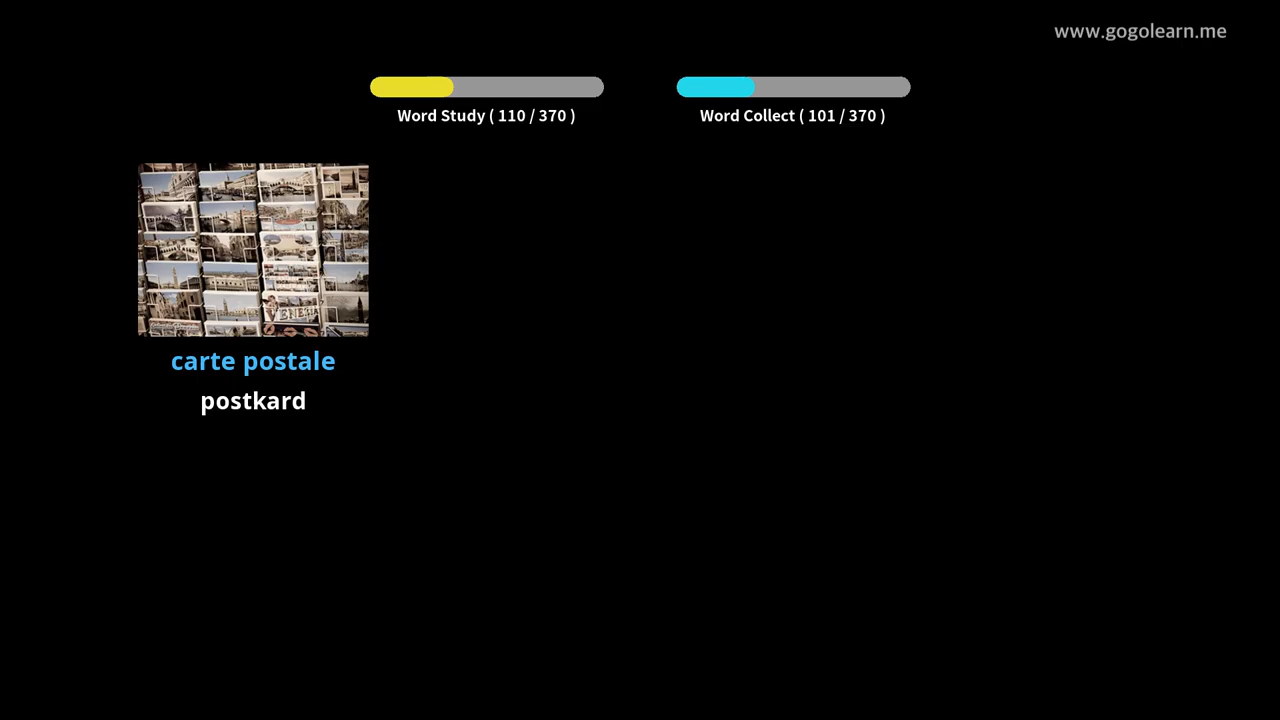 www.gogolearn.me
Word Study ( 110 / 370 )
Word Collect ( 101 / 370 )
carte postale
postkard